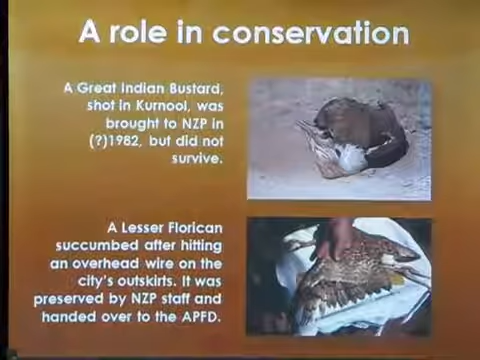 A role in conservation
A Great Indian Bustard,
shot in Kurnool, was
brought to NZP in
(?)1982, but did not
survive.
A Lesser Florican
succumbed after hitting
an overhead wire on the
city's outskirts. It was
preserved by NZP staff and
handed over to the APFD.